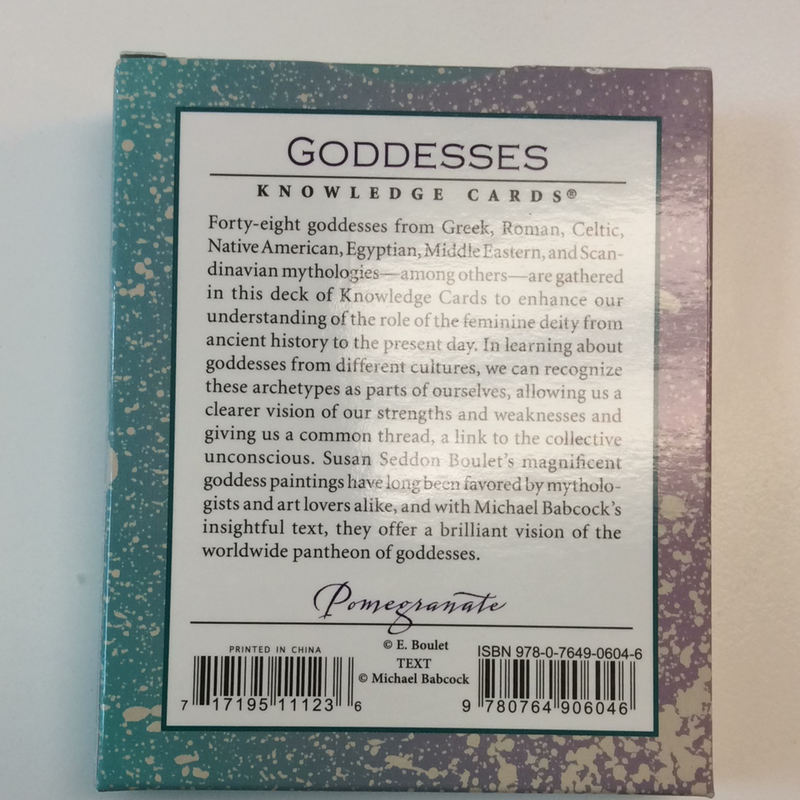 GODDESSES
KNOWLEDGE CARDS®
Forty-eight goddesses from Greek, Roman, Celtic,
Native American, Egyptian, Middle Eastern, and Scan-
dinavian mythologies—among others—are gathered
in this deck of Knowledge Cards to enhance our
understanding of the role of the feminine deity from
ancient history to the present day. In learning about
goddesses from different cultures, we can recognize
these archetypes as parts of ourselves, allowing us a
clearer vision of our strengths and weaknesses and
giving us a common thread, a link to the collective
unconscious. Susan Seddon Boulet's magnificent
goddess paintings have long been favored by mytholo-
gists and art lovers alike, and with Michael Babcock's
insightful text, they offer a brilliant vision of the
worldwide pantheon of goddesses.
Pomegranate
PRINTED IN CHINA
7 17195 11123 6
© E. Boulet
TEXT
© Michael Babcock
ISBN 978-0-7649-0604-6
9 780764 906046